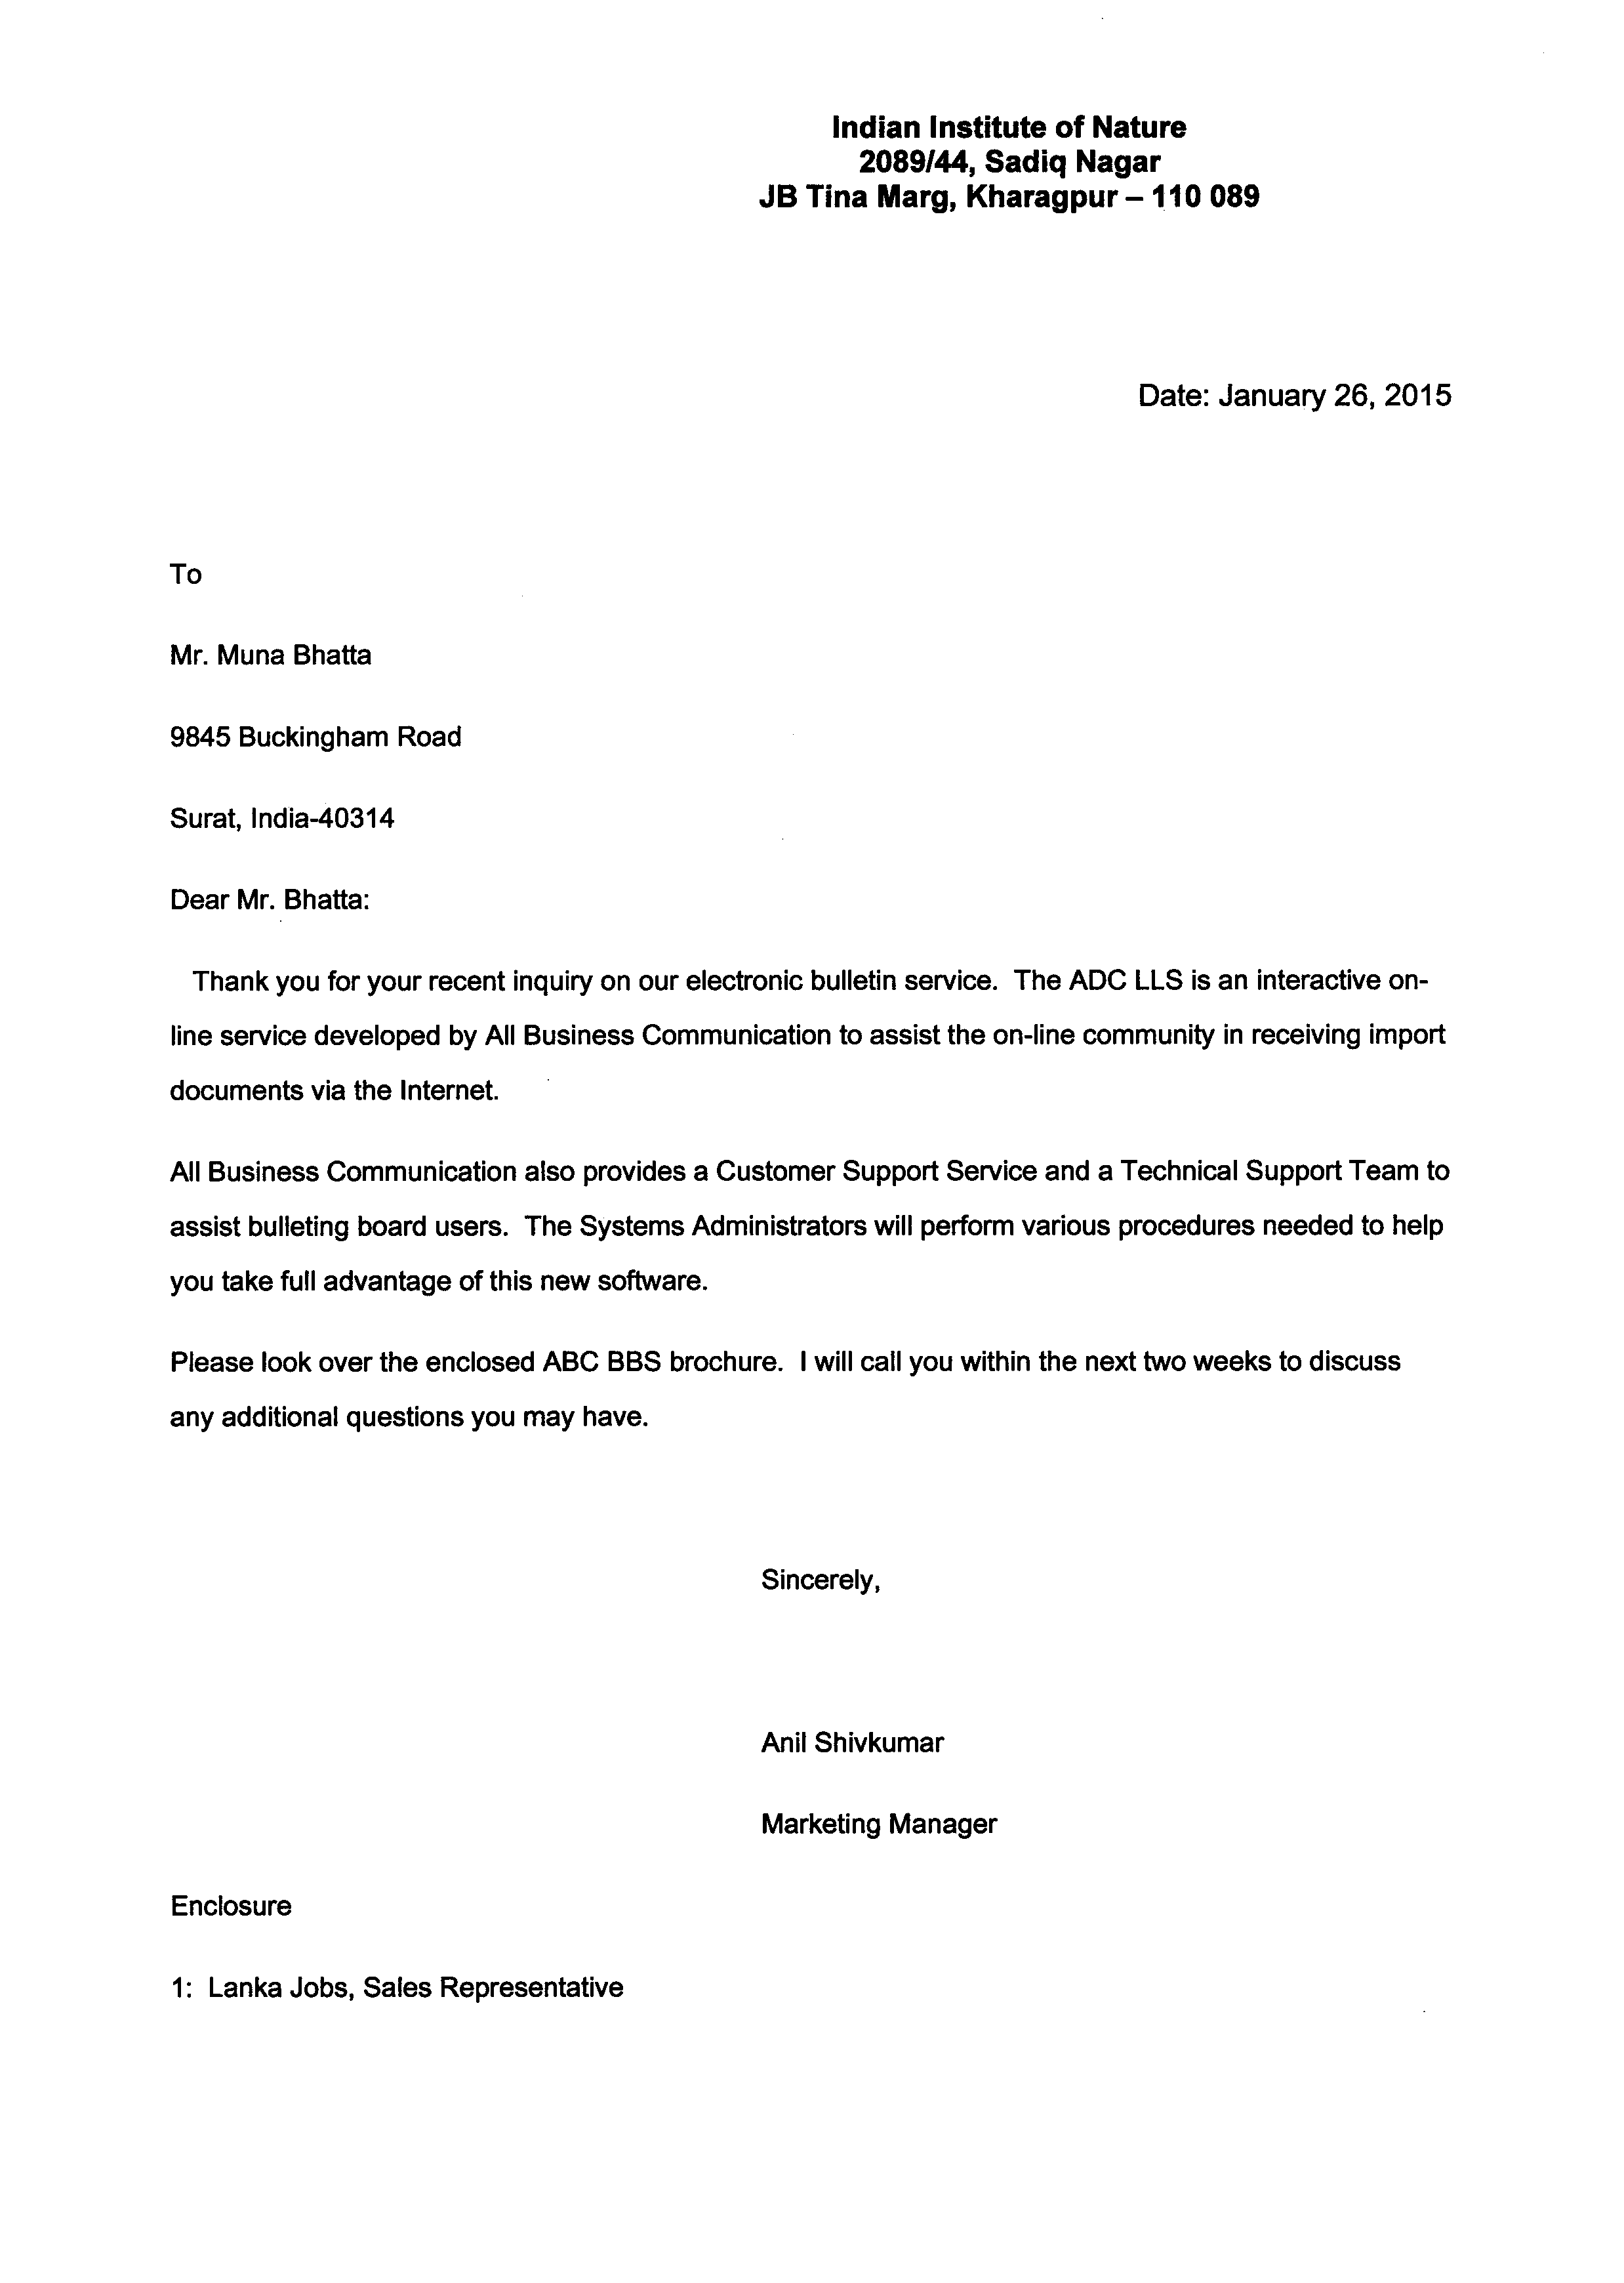 Indian Institute of Nature
2089/44, Sadiq Nagar
JB Tina Marg, Kharagpur – 110 089
Date: January 26, 2015
To
Mr. Muna Bhatta
9845 Buckingham Road
Surat, India-40314
Dear Mr. Bhatta:
Thank you for your recent inquiry on our electronic bulletin service. The ADC LLS is an interactive on-
line service developed by All Business Communication to assist the on-line community in receiving import
documents via the Internet.
All Business Communication also provides a Customer Support Service and a Technical Support Team to
assist bulleting board users. The Systems Administrators will perform various procedures needed to help
you take full advantage of this new software.
Please look over the enclosed ABC BBS brochure. I will call you within the next two weeks to discuss
any additional questions you may have.
Sincerely,
Anil Shivkumar
Marketing Manager
Enclosure
1: Lanka Jobs, Sales Representative